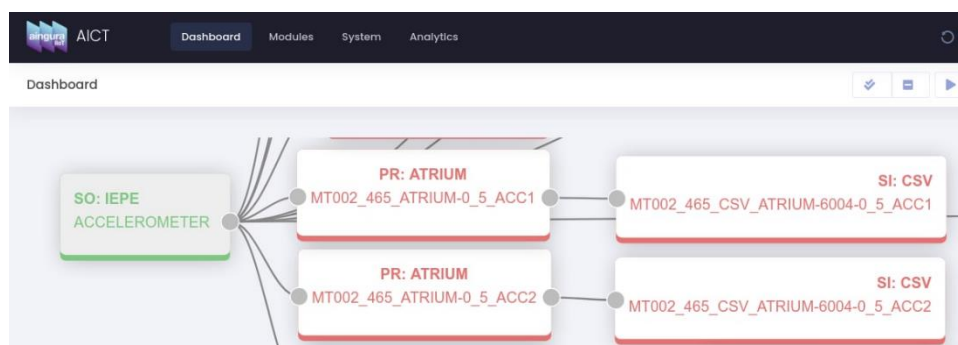 aingura
IIoT
AICT
Dashboard
Modules
System
Analytics
Dashboard
SO: IEPE
ACCELEROMETER
PR: ATRIUM
MT002_465_ATRIUM-0_5_ACC1
SI: CSV
MT002_465_CSV_ATRIUM-6004-0_5_ACC1
PR: ATRIUM
MT002_465_ATRIUM-0_5_ACC2
SI: CSV
MT002_465_CSV_ATRIUM-6004-0_5_ACC2